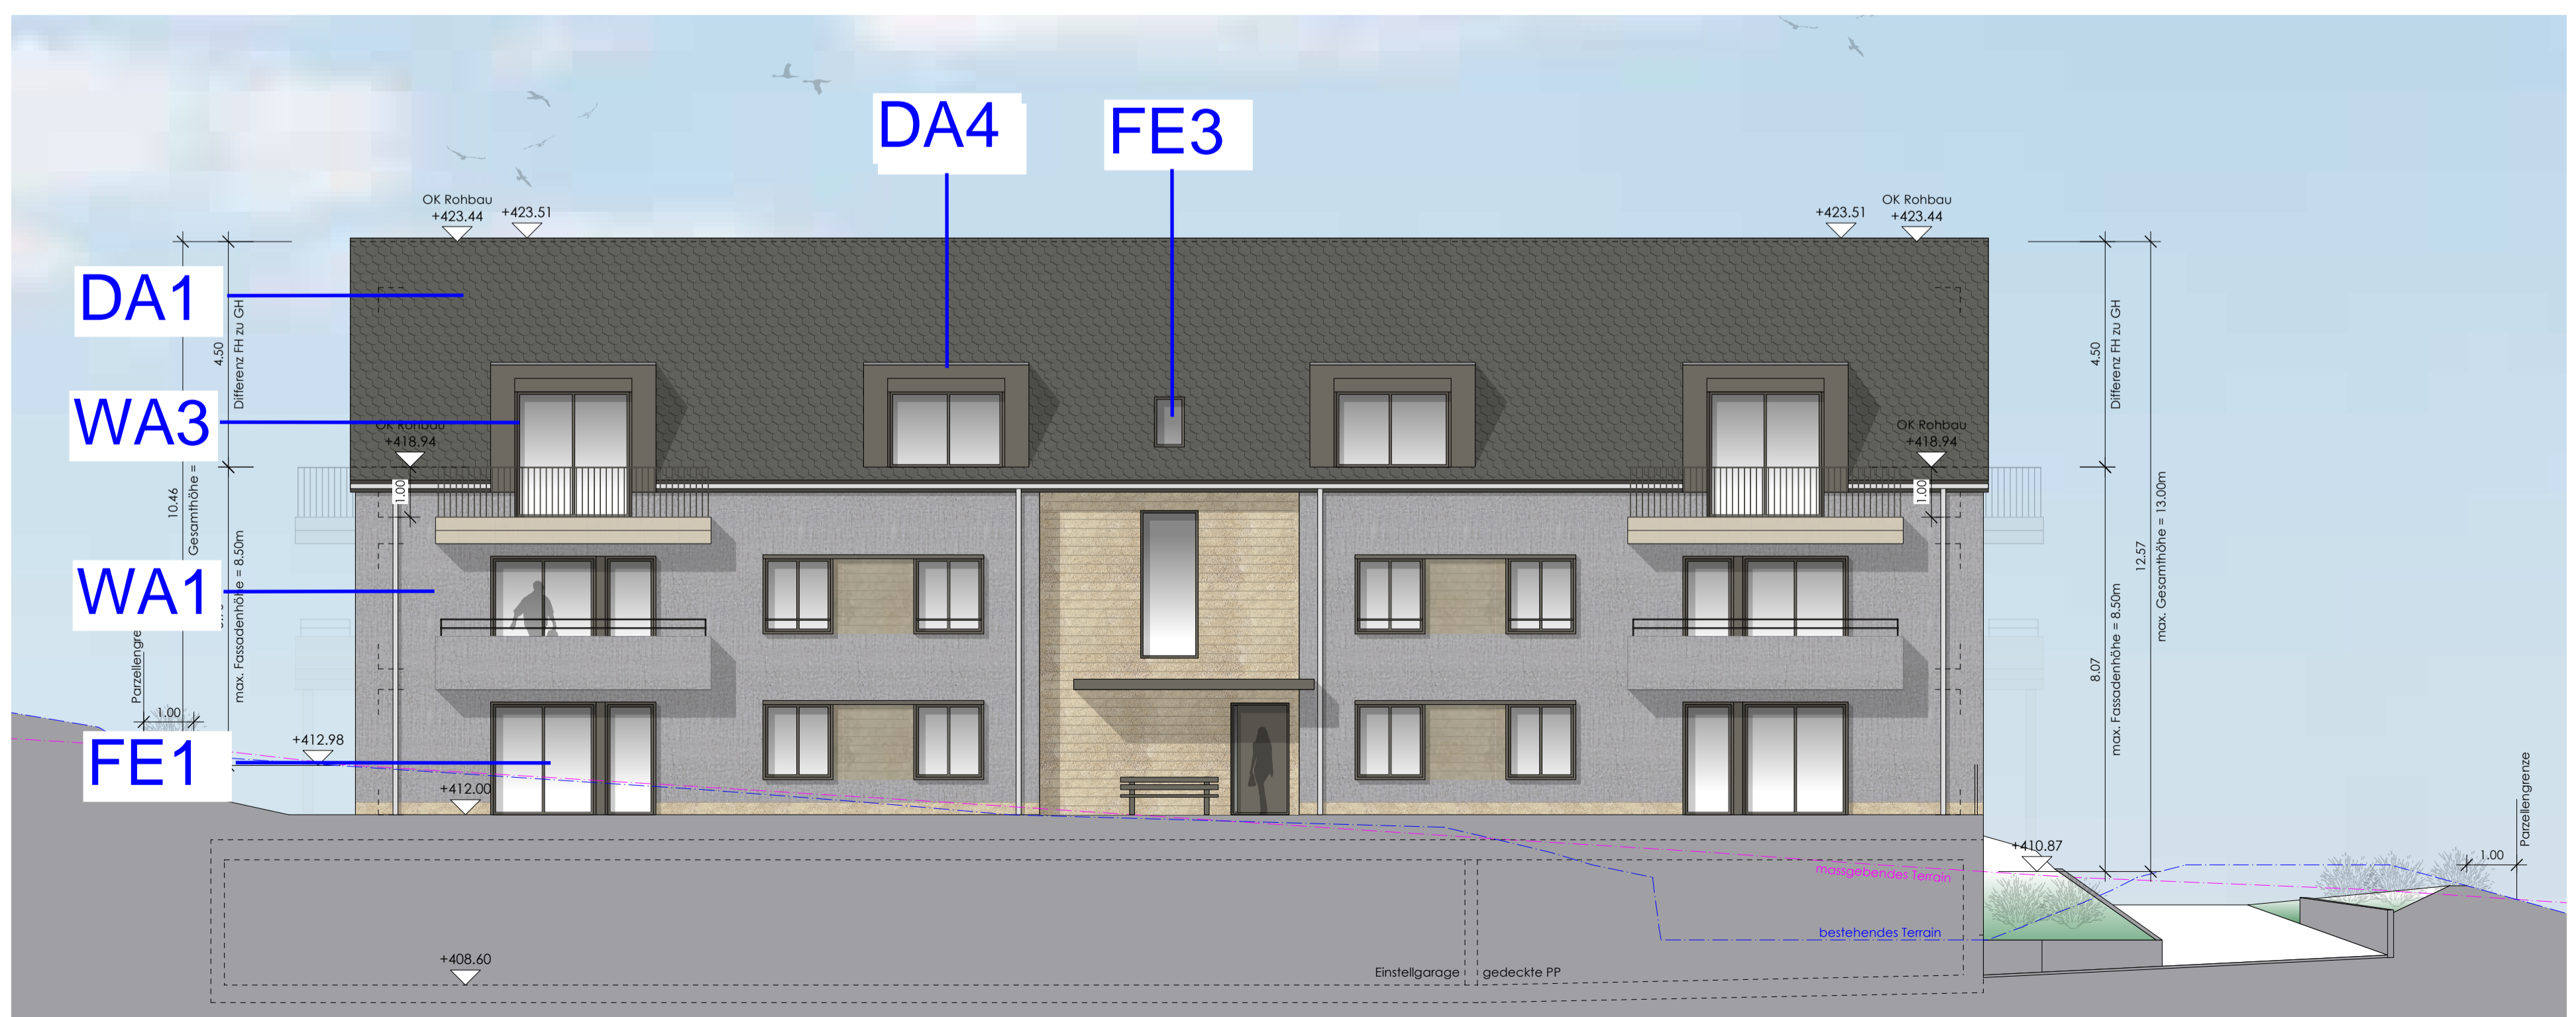 DA4
FE3
OK Rohbau
+423.44
+423.51
+423.51
OK Rohbau
+423.44
DA1
4.50
Differenz FH zu GH
4.50
Differenz FH zu GH
WA3
OK Rohbau
+418.94
OK Rohbau
+418.94
1.00
1.00
10.46
Gesamthöhe =
max. Fassadenhöhe = 8.50m
12.57
max. Gesamthöhe = 13.00m
8.07
max. Fassadenhöhe = 8.50m
WA1
Parzellengre
1.00
FE1
+412.98
+412.00
+410.87
1.00
Parzellengrenze
massgebendes Terrain
bestehendes Terrain
+408.60
Einstellgarage
gedeckte PP